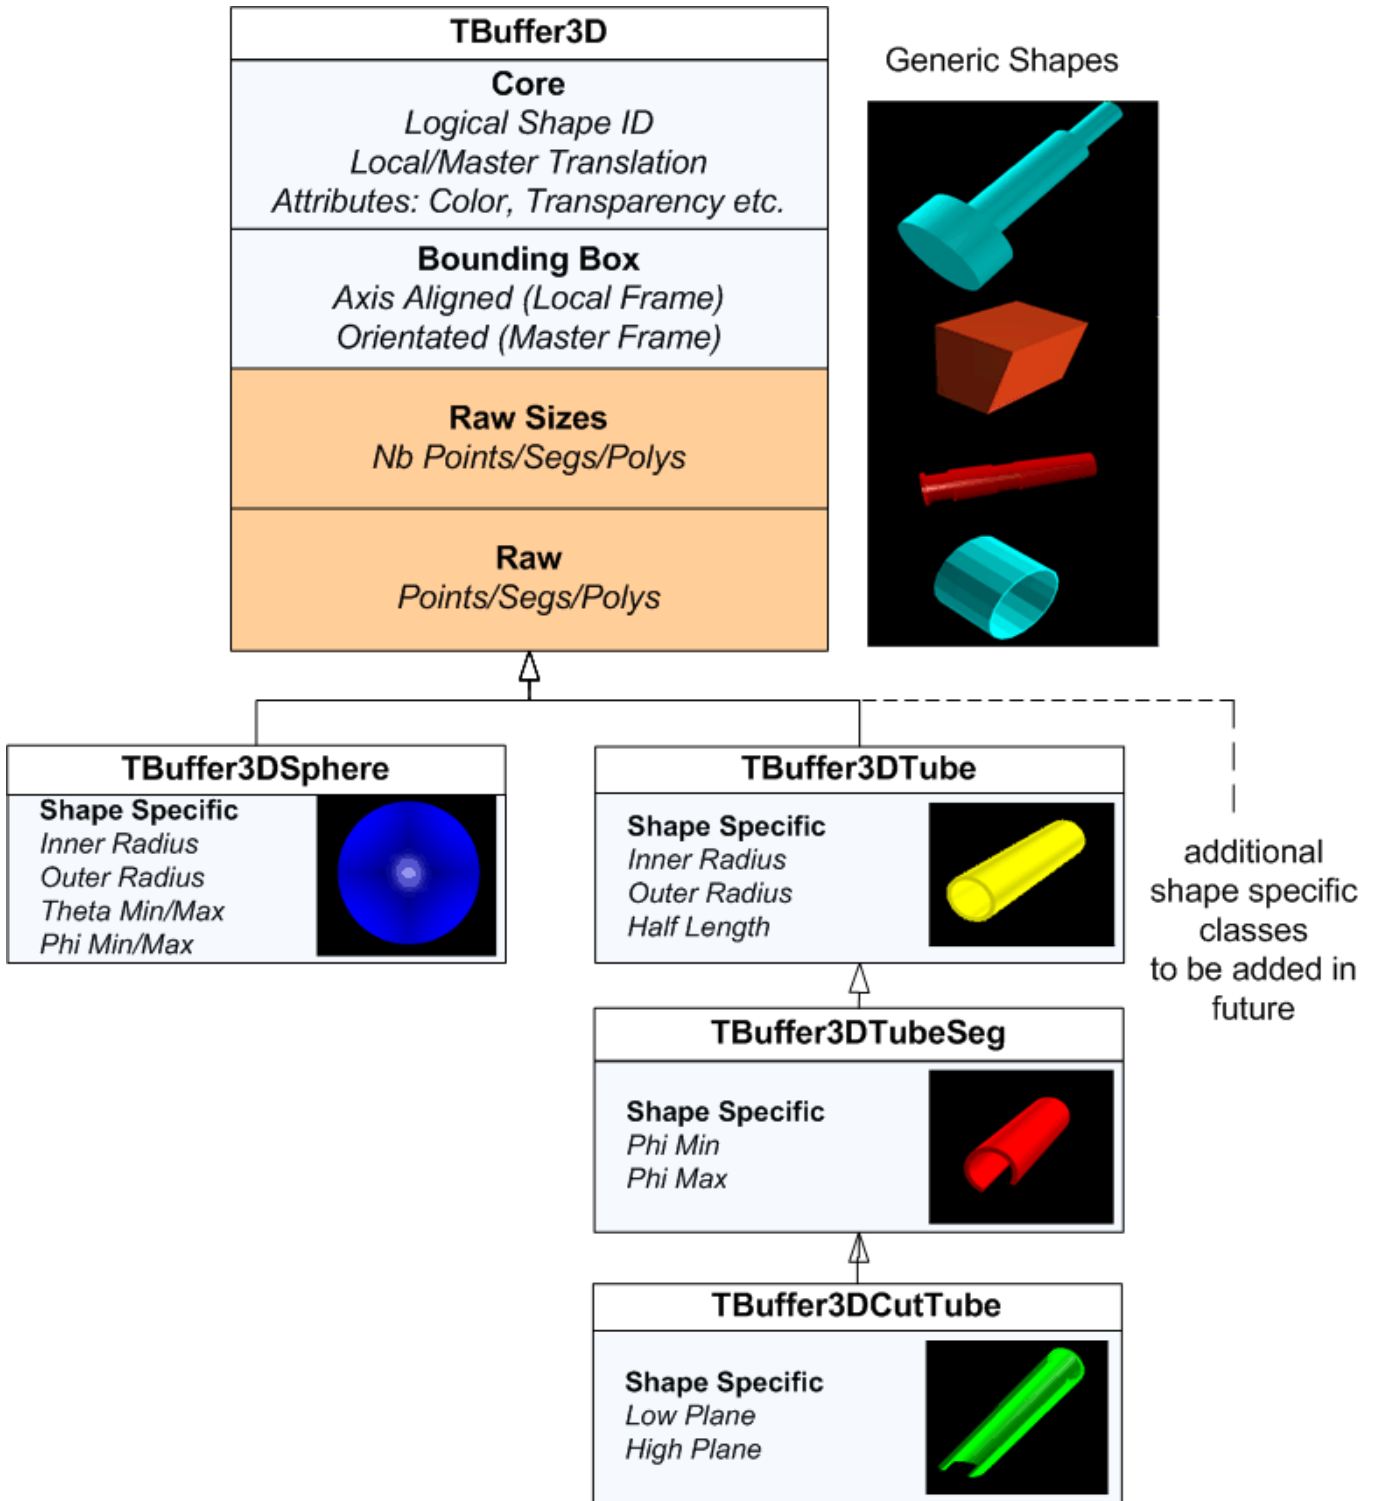 TBuffer3D
Core
Logical Shape ID
Local/Master Translation
Attributes: Color, Transparency etc.
Bounding Box
Axis Aligned (Local Frame)
Orientated (Master Frame)
Raw Sizes
Nb Points/Segs/Polys
Raw
Points/Segs/Polys
Generic Shapes
TBuffer3DSphere
Shape Specific
Inner Radius
Outer Radius
Theta Min/Max
Phi Min/Max
TBuffer3DTube
Shape Specific
Inner Radius
Outer Radius
Half Length
additional
shape specific
classes
to be added in
future
TBuffer3DTubeSeg
Shape Specific
Phi Min
Phi Max
TBuffer3DCutTube
Shape Specific
Low Plane
High Plane